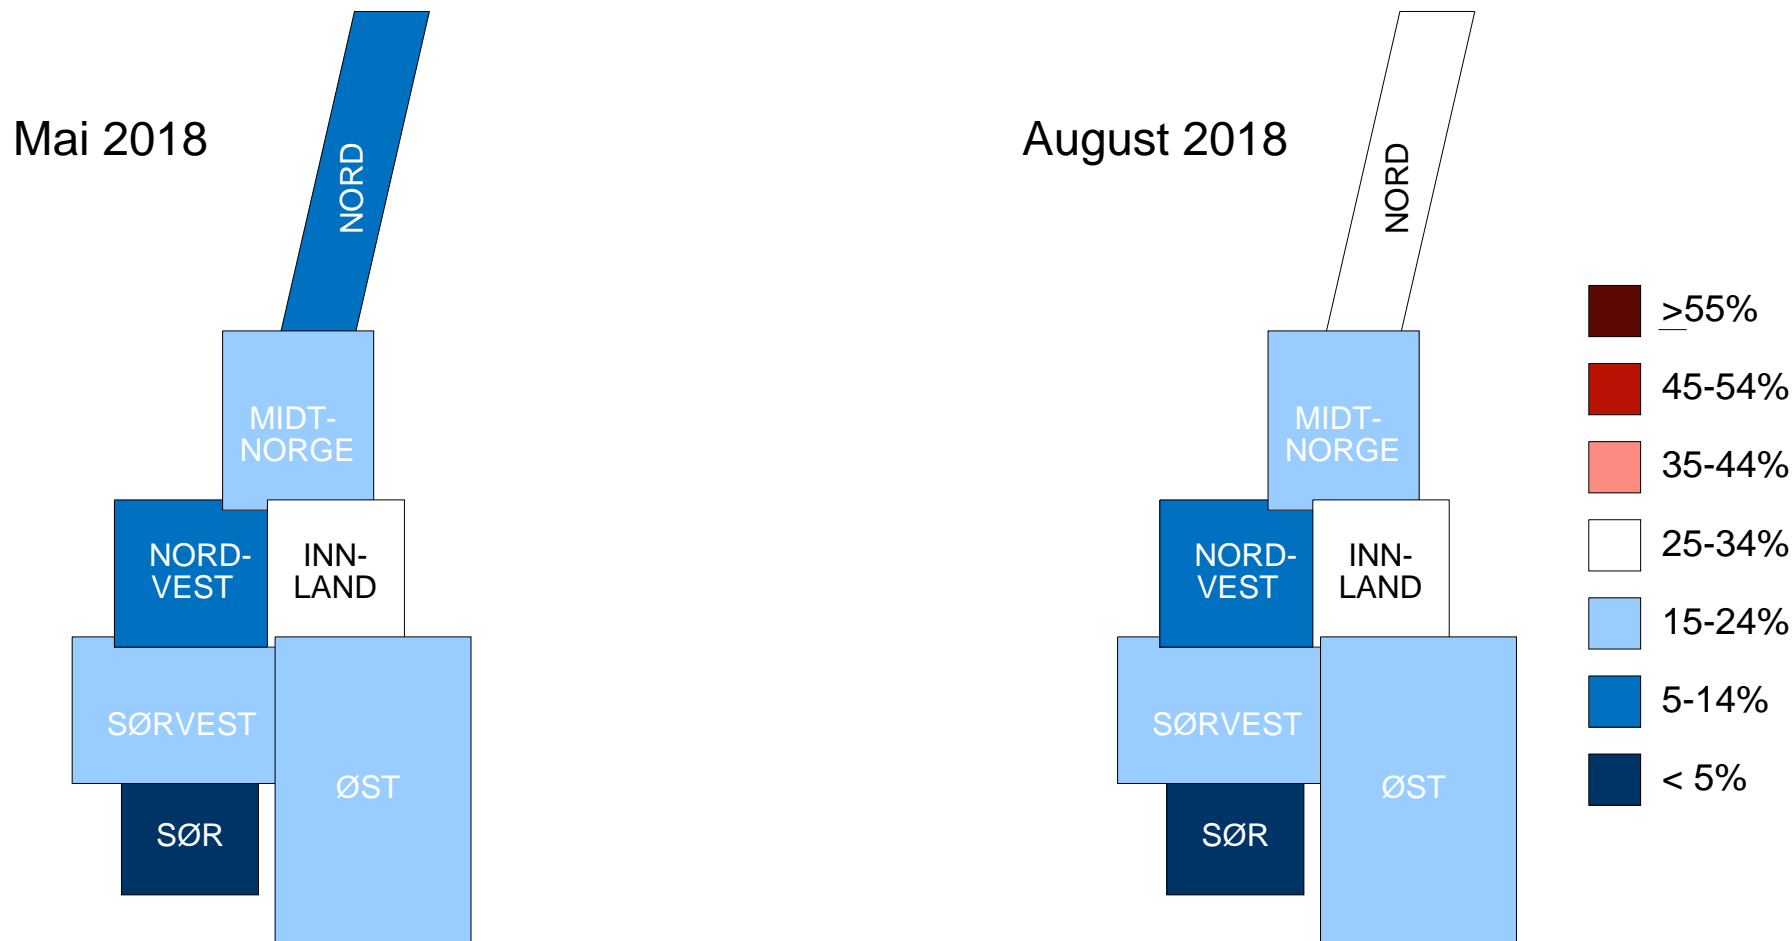 Mai 2018
NORD
MIDT-
NORGE
NORD-
VEST
INN-
LAND
SØRVEST
ØST
SØR
August 2018
NORD
MIDT-
NORGE
NORD-
VEST
INN-
LAND
SØRVEST
ØST
SØR
>55%
45-54%
35-44%
25-34%
15-24%
5-14%
< 5%